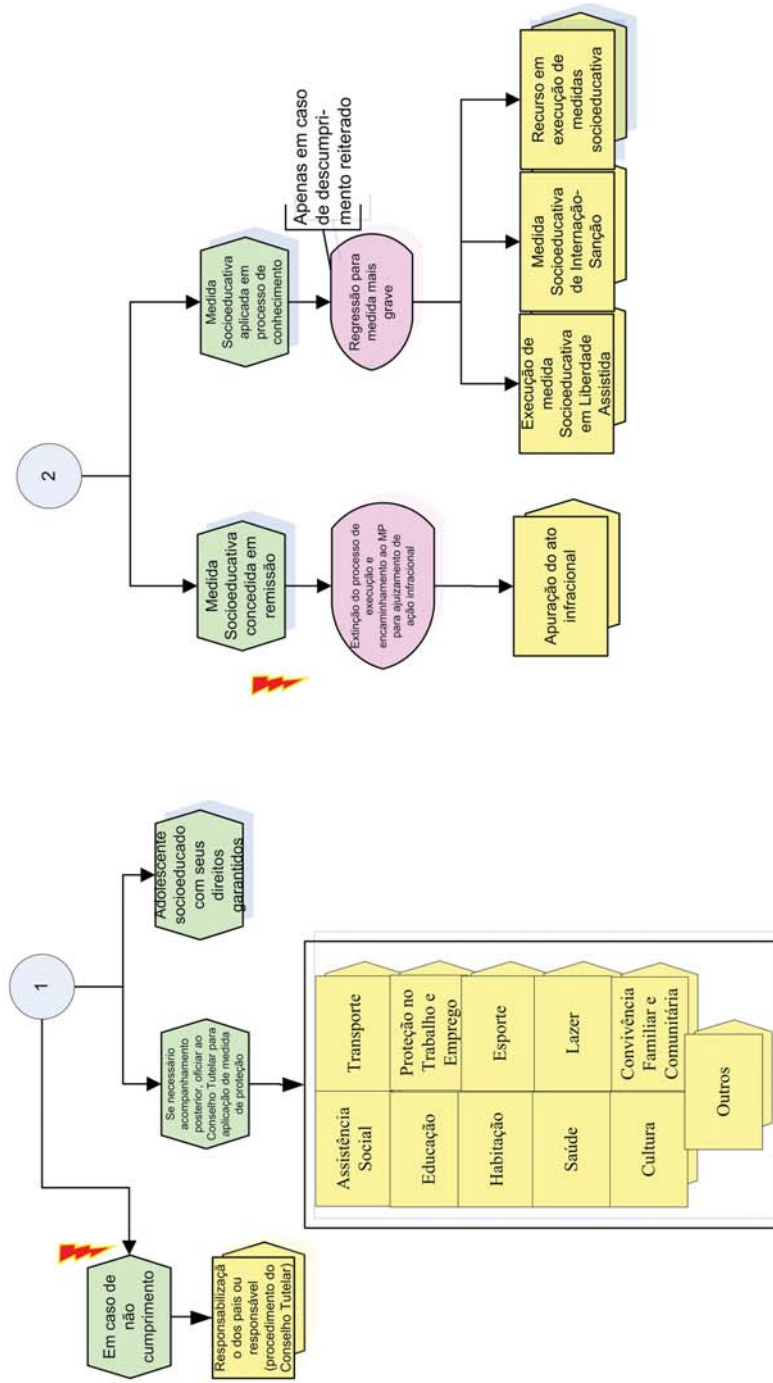 1
Em caso de
não
cumprimento
Responsabilizaçã
o dos pais ou
responsável
(procedimento do
Conselho Tutelar)
Se necessário
acompanhamento
posterior, oficiar ao
Conselho Tutelar para
aplicação de medida
de proteção
Adolescente
socioeducado
com seus
direitos
garantidos
Assistência
Social
Transporte
Educação
Proteção no
Trabalho e
Emprego
Habitação
Esporte
Saúde
Lazer
Cultura
Convivência
Familiar e
Comunitária
Outros
2
Medida
Socioeducativa
concedida em
remissão
Extinção do processo de
execução e
encaminhamento ao MP
para ajuizamento de
ação infracional
Apuração do ato
infracional
Medida
Socioeducativa
aplicada em
processo de
conhecimento
Apenas em caso
de descumpri-
mento reiterado
Regressão para
medida mais
grave
Execução de
medida
Socioeducativa
em Liberdade
Assistida
Medida
Socioeducativa
de Internação-
Sanção
Recurso em
execução de
medidas
socioeducativa